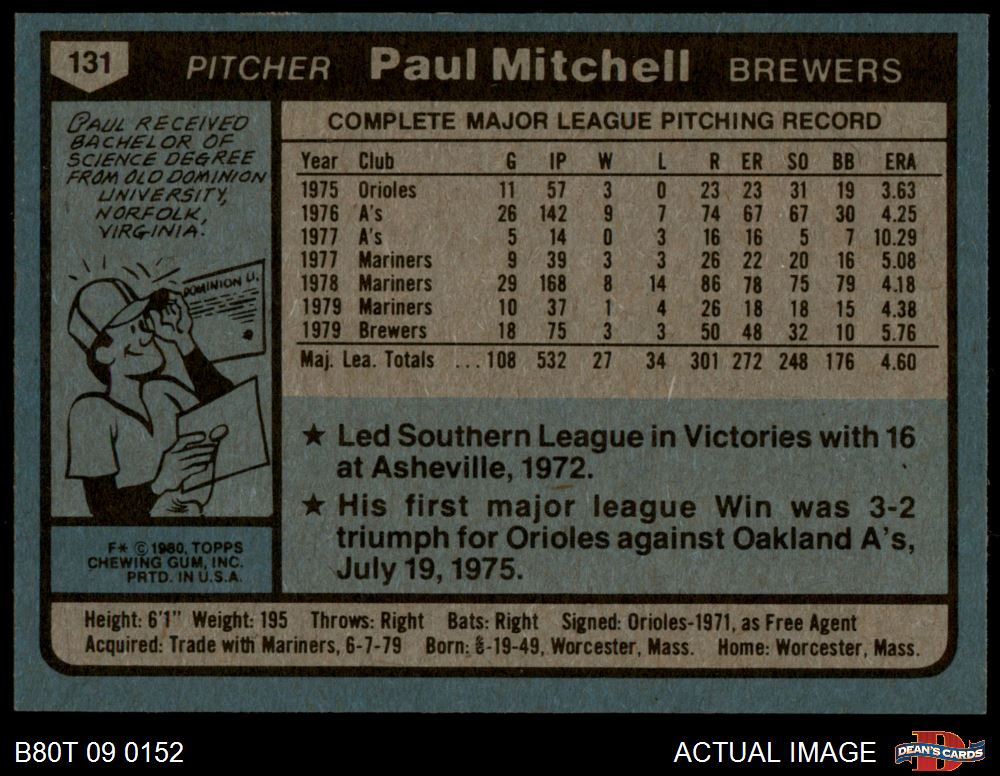 131 PITCHER Paul Mitchell BREWERS
PAUL RECEIVED
BACHELOR OF
SCIENCE DEGREE
FROM OLD DOMINION
UNIVERSITY,
NORFOLK,
VIRGINIA.
DOMINION U.
F* © 1980, TOPPS
CHEWING GUM, INC.
PRTD. IN U.S.A.
COMPLETE MAJOR LEAGUE PITCHING RECORD
Year Club G IP W L R ER SO BB ERA
1975 Orioles 11 57 3 0 23 23 31 19 3.63
1976 A's 26 142 9 7 74 67 67 30 4.25
1977 A's 5 14 0 3 16 16 5 7 10.29
1977 Mariners 9 39 3 3 26 22 20 16 5.08
1978 Mariners 29 168 8 14 86 78 75 79 4.18
1979 Mariners 10 37 1 4 26 18 18 15 4.38
1979 Brewers 18 75 3 3 50 48 32 10 5.76
Maj. Lea. Totals ...108 532 27 34 301 272 248 176 4.60
★ Led Southern League in Victories with 16
at Asheville, 1972.
★ His first major league Win was 3-2
triumph for Orioles against Oakland A's,
July 19, 1975.
Height: 6'1" Weight: 195 Throws: Right Bats: Right Signed: Orioles-1971, as Free Agent
Acquired: Trade with Mariners, 6-7-79 Born: 8-19-49, Worcester, Mass. Home: Worcester, Mass.
B80T 09 0152 ACTUAL IMAGE DEAN'S CARDS